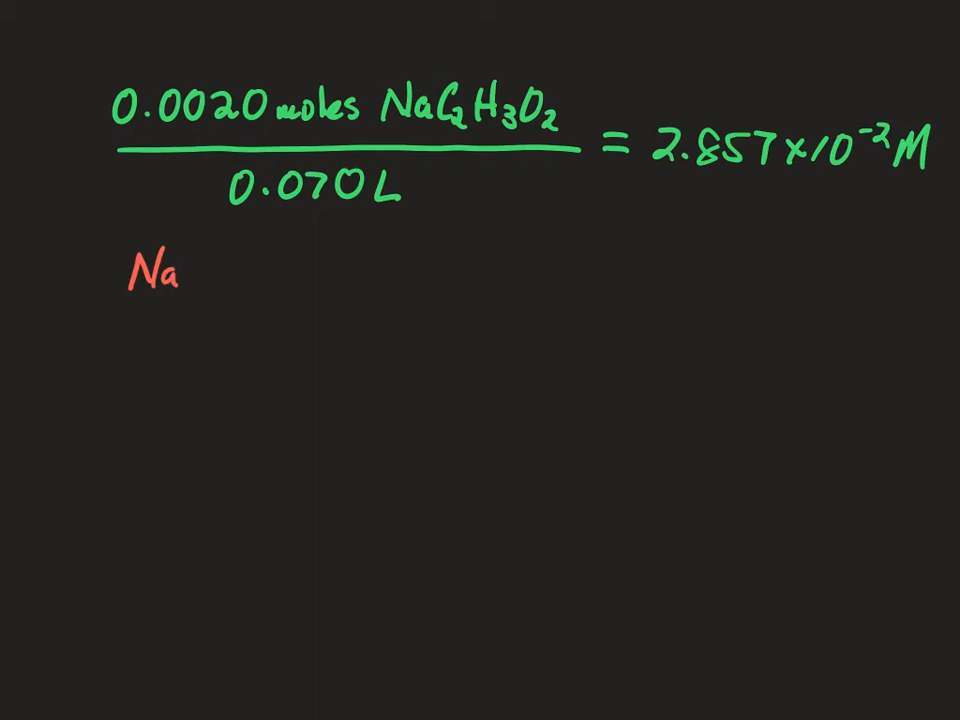 0.0020 moles NaC₂H₃O₂
0.070 L
= 2.857 × 10⁻² M
Na